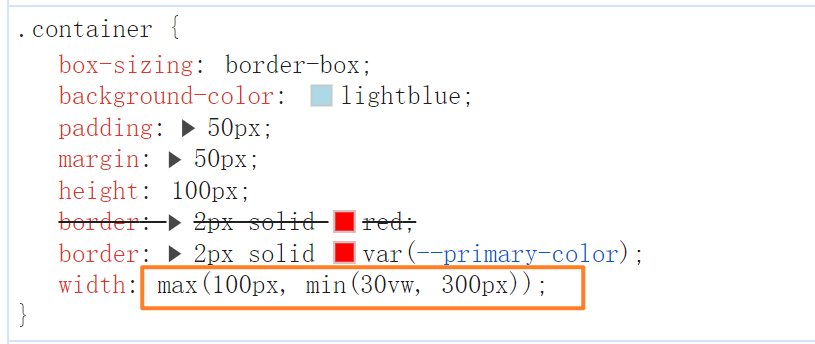 .container {
box-sizing: border-box;
background-color: lightblue;
padding: ▶ 50px;
margin: ▶ 50px;
height: 100px;
border: ▶ 2px solid red;
border: ▶ 2px solid var(--primary-color);
width: max(100px, min(30vw, 300px));
}